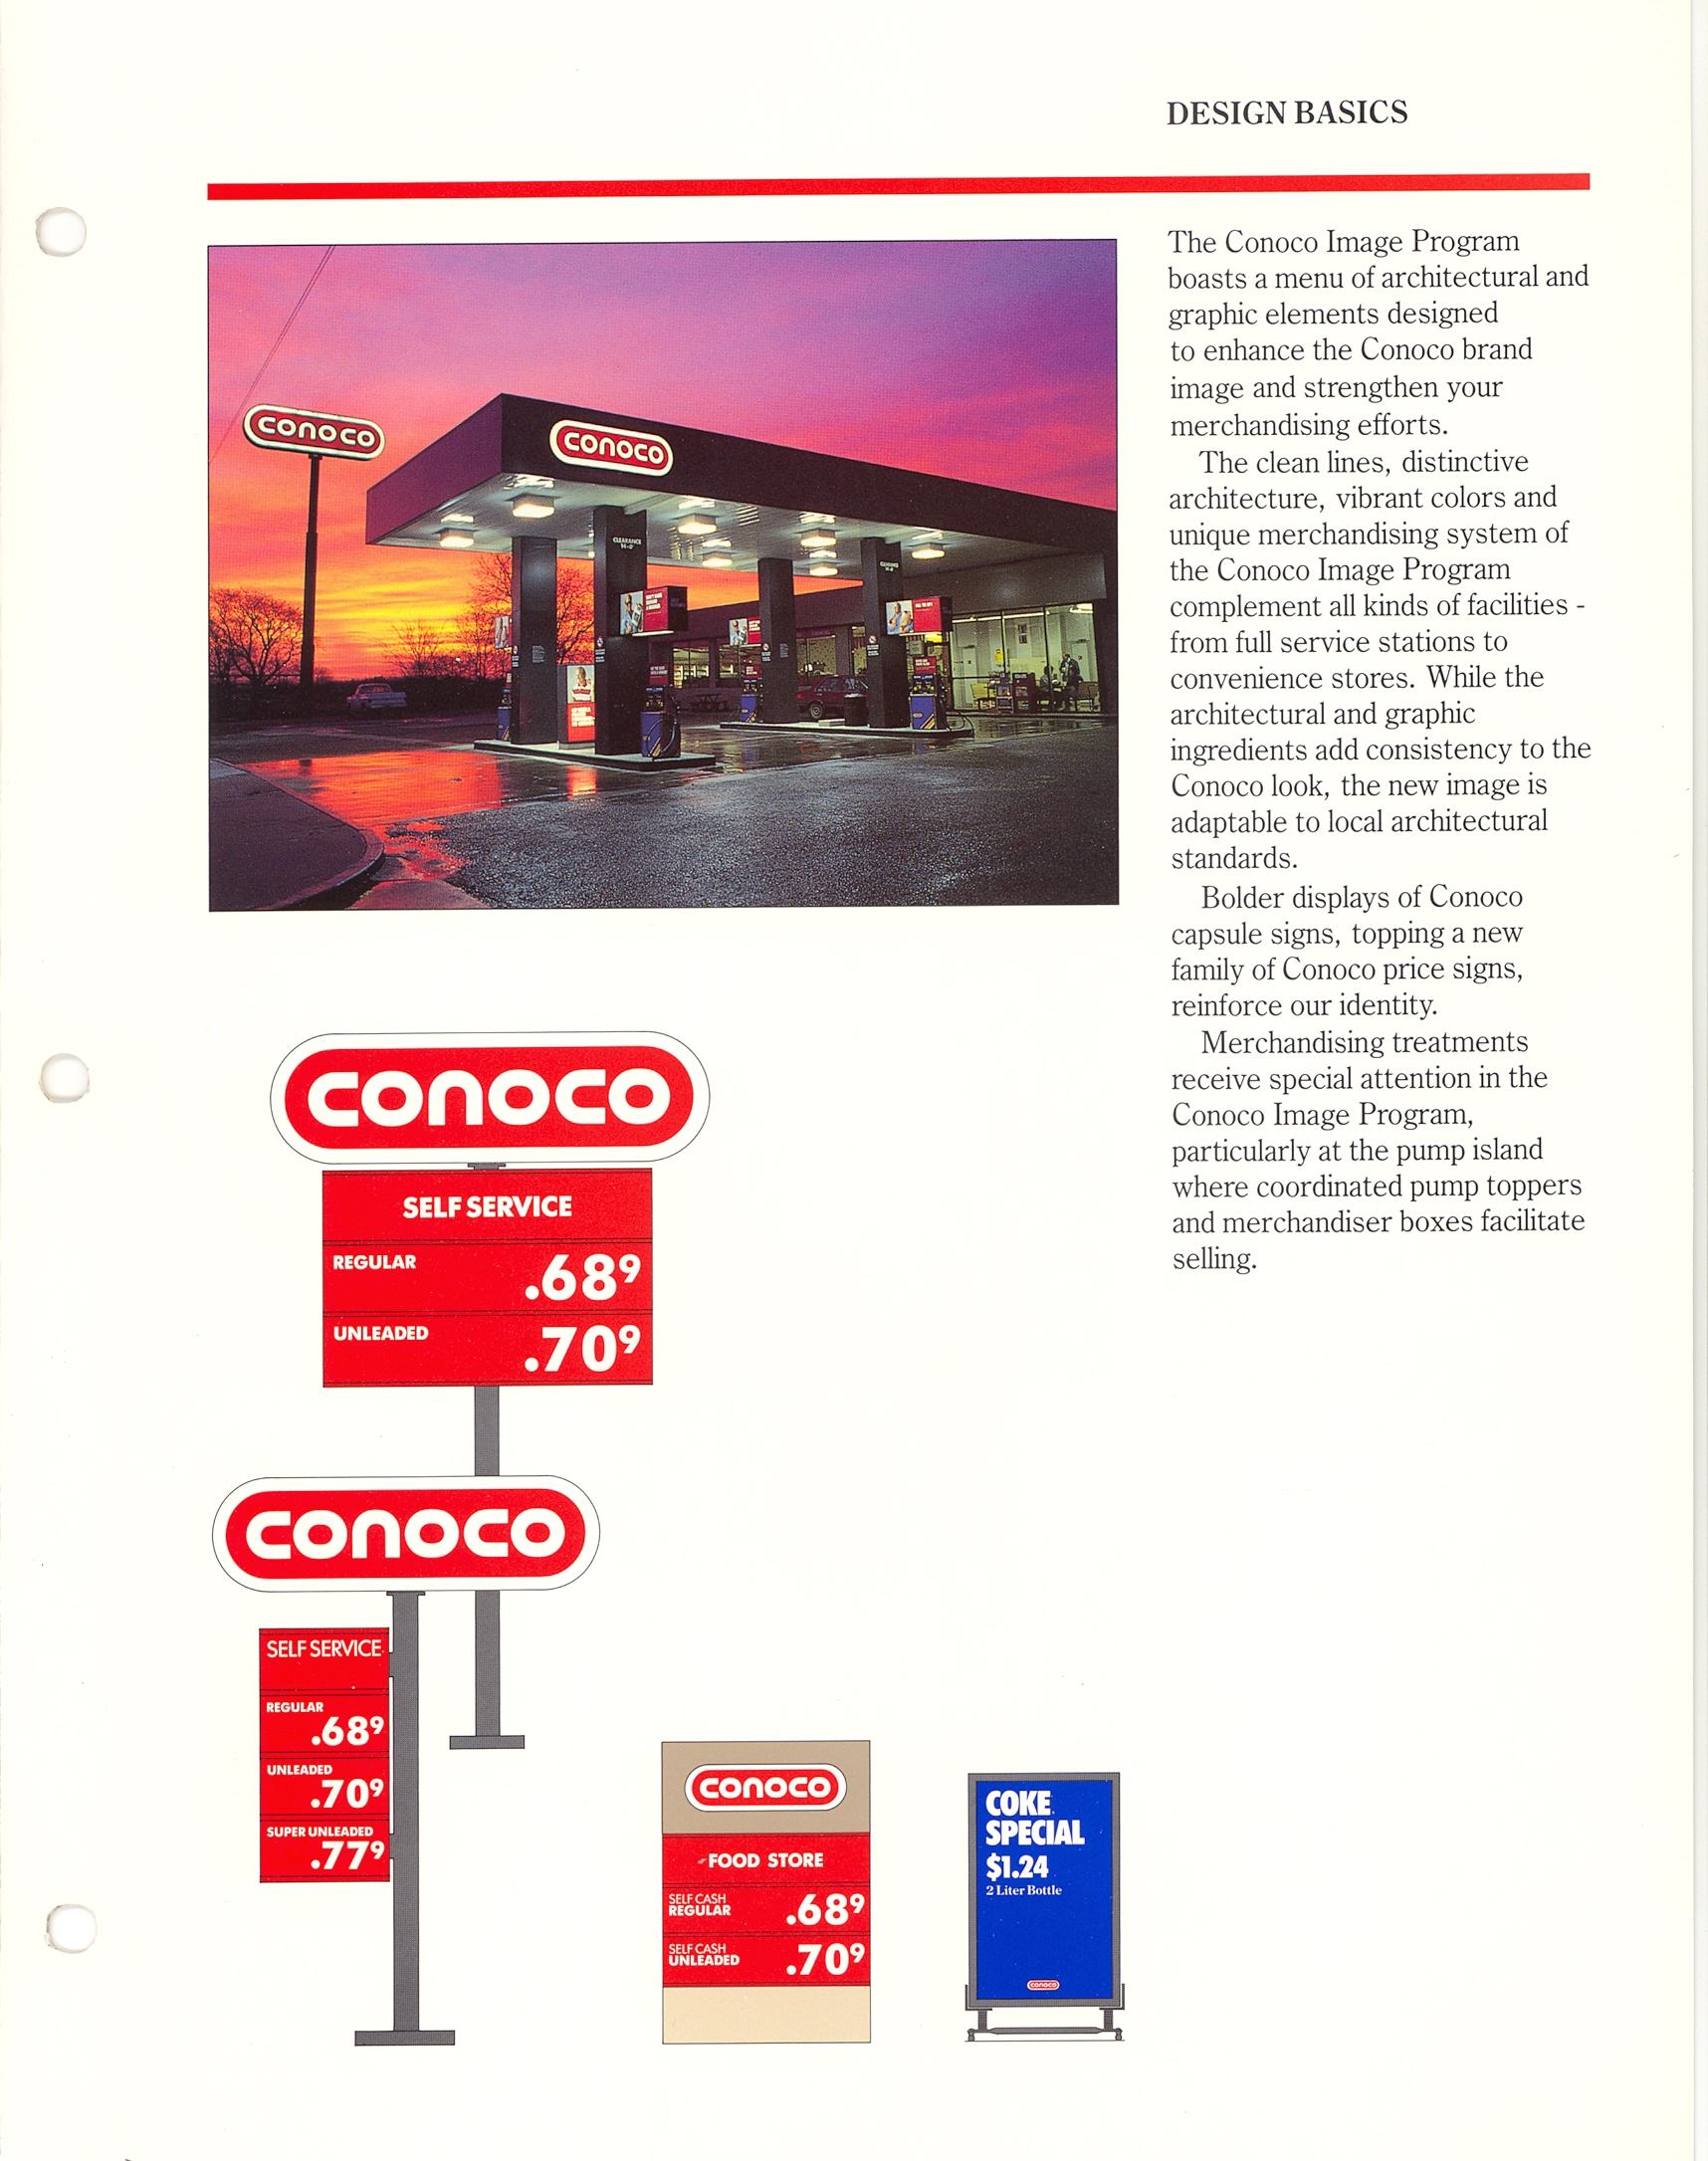 DESIGN BASICS
The Conoco Image Program
boasts a menu of architectural and
graphic elements designed
to enhance the Conoco brand
image and strengthen your
merchandising efforts.
The clean lines, distinctive
architecture, vibrant colors and
unique merchandising system of
the Conoco Image Program
complement all kinds of facilities -
from full service stations to
convenience stores. While the
architectural and graphic
ingredients add consistency to the
Conoco look, the new image is
adaptable to local architectural
standards.
Bolder displays of Conoco
capsule signs, topping a new
family of Conoco price signs,
reinforce our identity.
Merchandising treatments
receive special attention in the
Conoco Image Program,
particularly at the pump island
where coordinated pump toppers
and merchandiser boxes facilitate
selling.
CONOCO
CONOCO
CLEARANCE
CONOCO
SELF SERVICE
REGULAR
.68⁹
UNLEADED
.70⁹
CONOCO
SELF SERVICE
REGULAR
.68⁹
UNLEADED
.70⁹
SUPER UNLEADED
.77⁹
CONOCO
FOOD STORE
SELF CASH
REGULAR .68⁹
SELF CASH
UNLEADED .70⁹
COKE
SPECIAL
$1.24
2 Liter Bottle
CONOCO